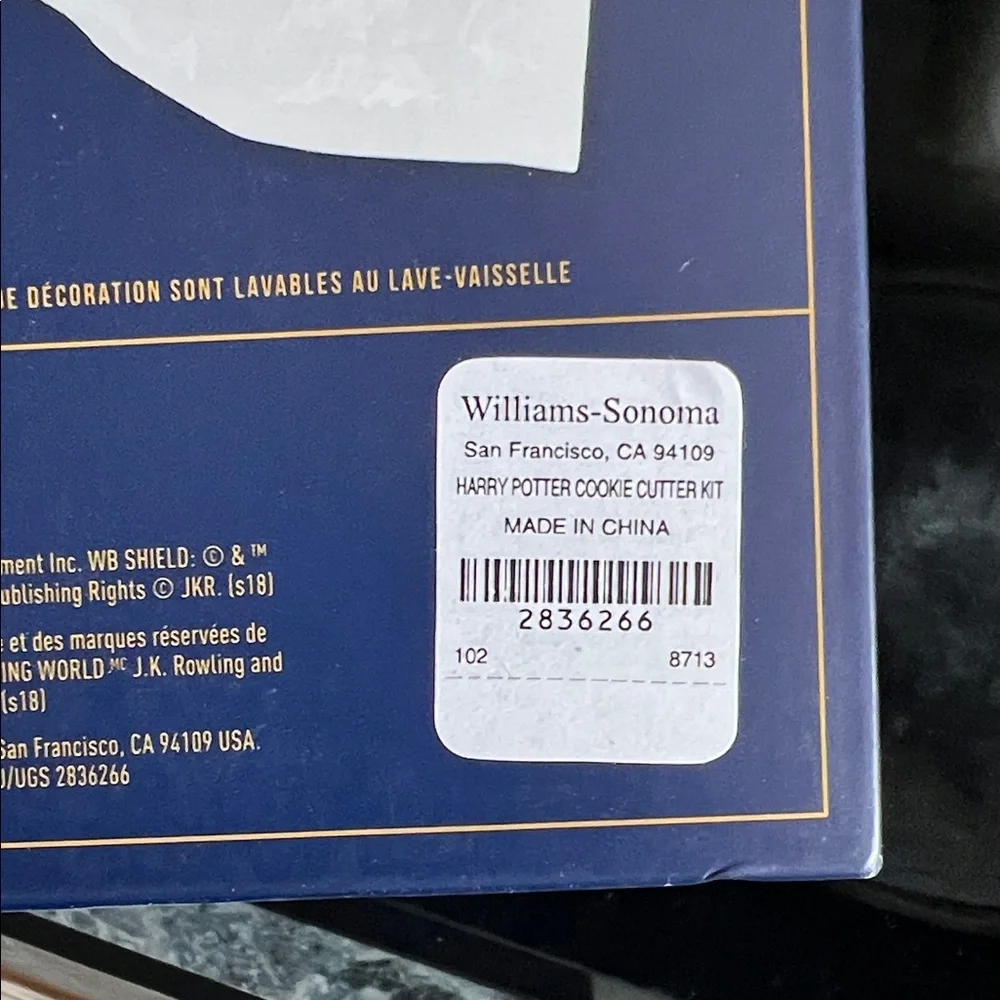 DÉCORATION SONT LAVABLES AU LAVE-VAISSELLE
Williams-Sonoma
San Francisco, CA 94109
HARRY POTTER COOKIE CUTTER KIT
MADE IN CHINA
2836266
102 8713
ment Inc. WB SHIELD: © & ™
ublishing Rights © JKR. (s18)
et des marques réservées de
ING WORLD MC J.K. Rowling and
(s18)
San Francisco, CA 94109 USA.
/UGS 2836266